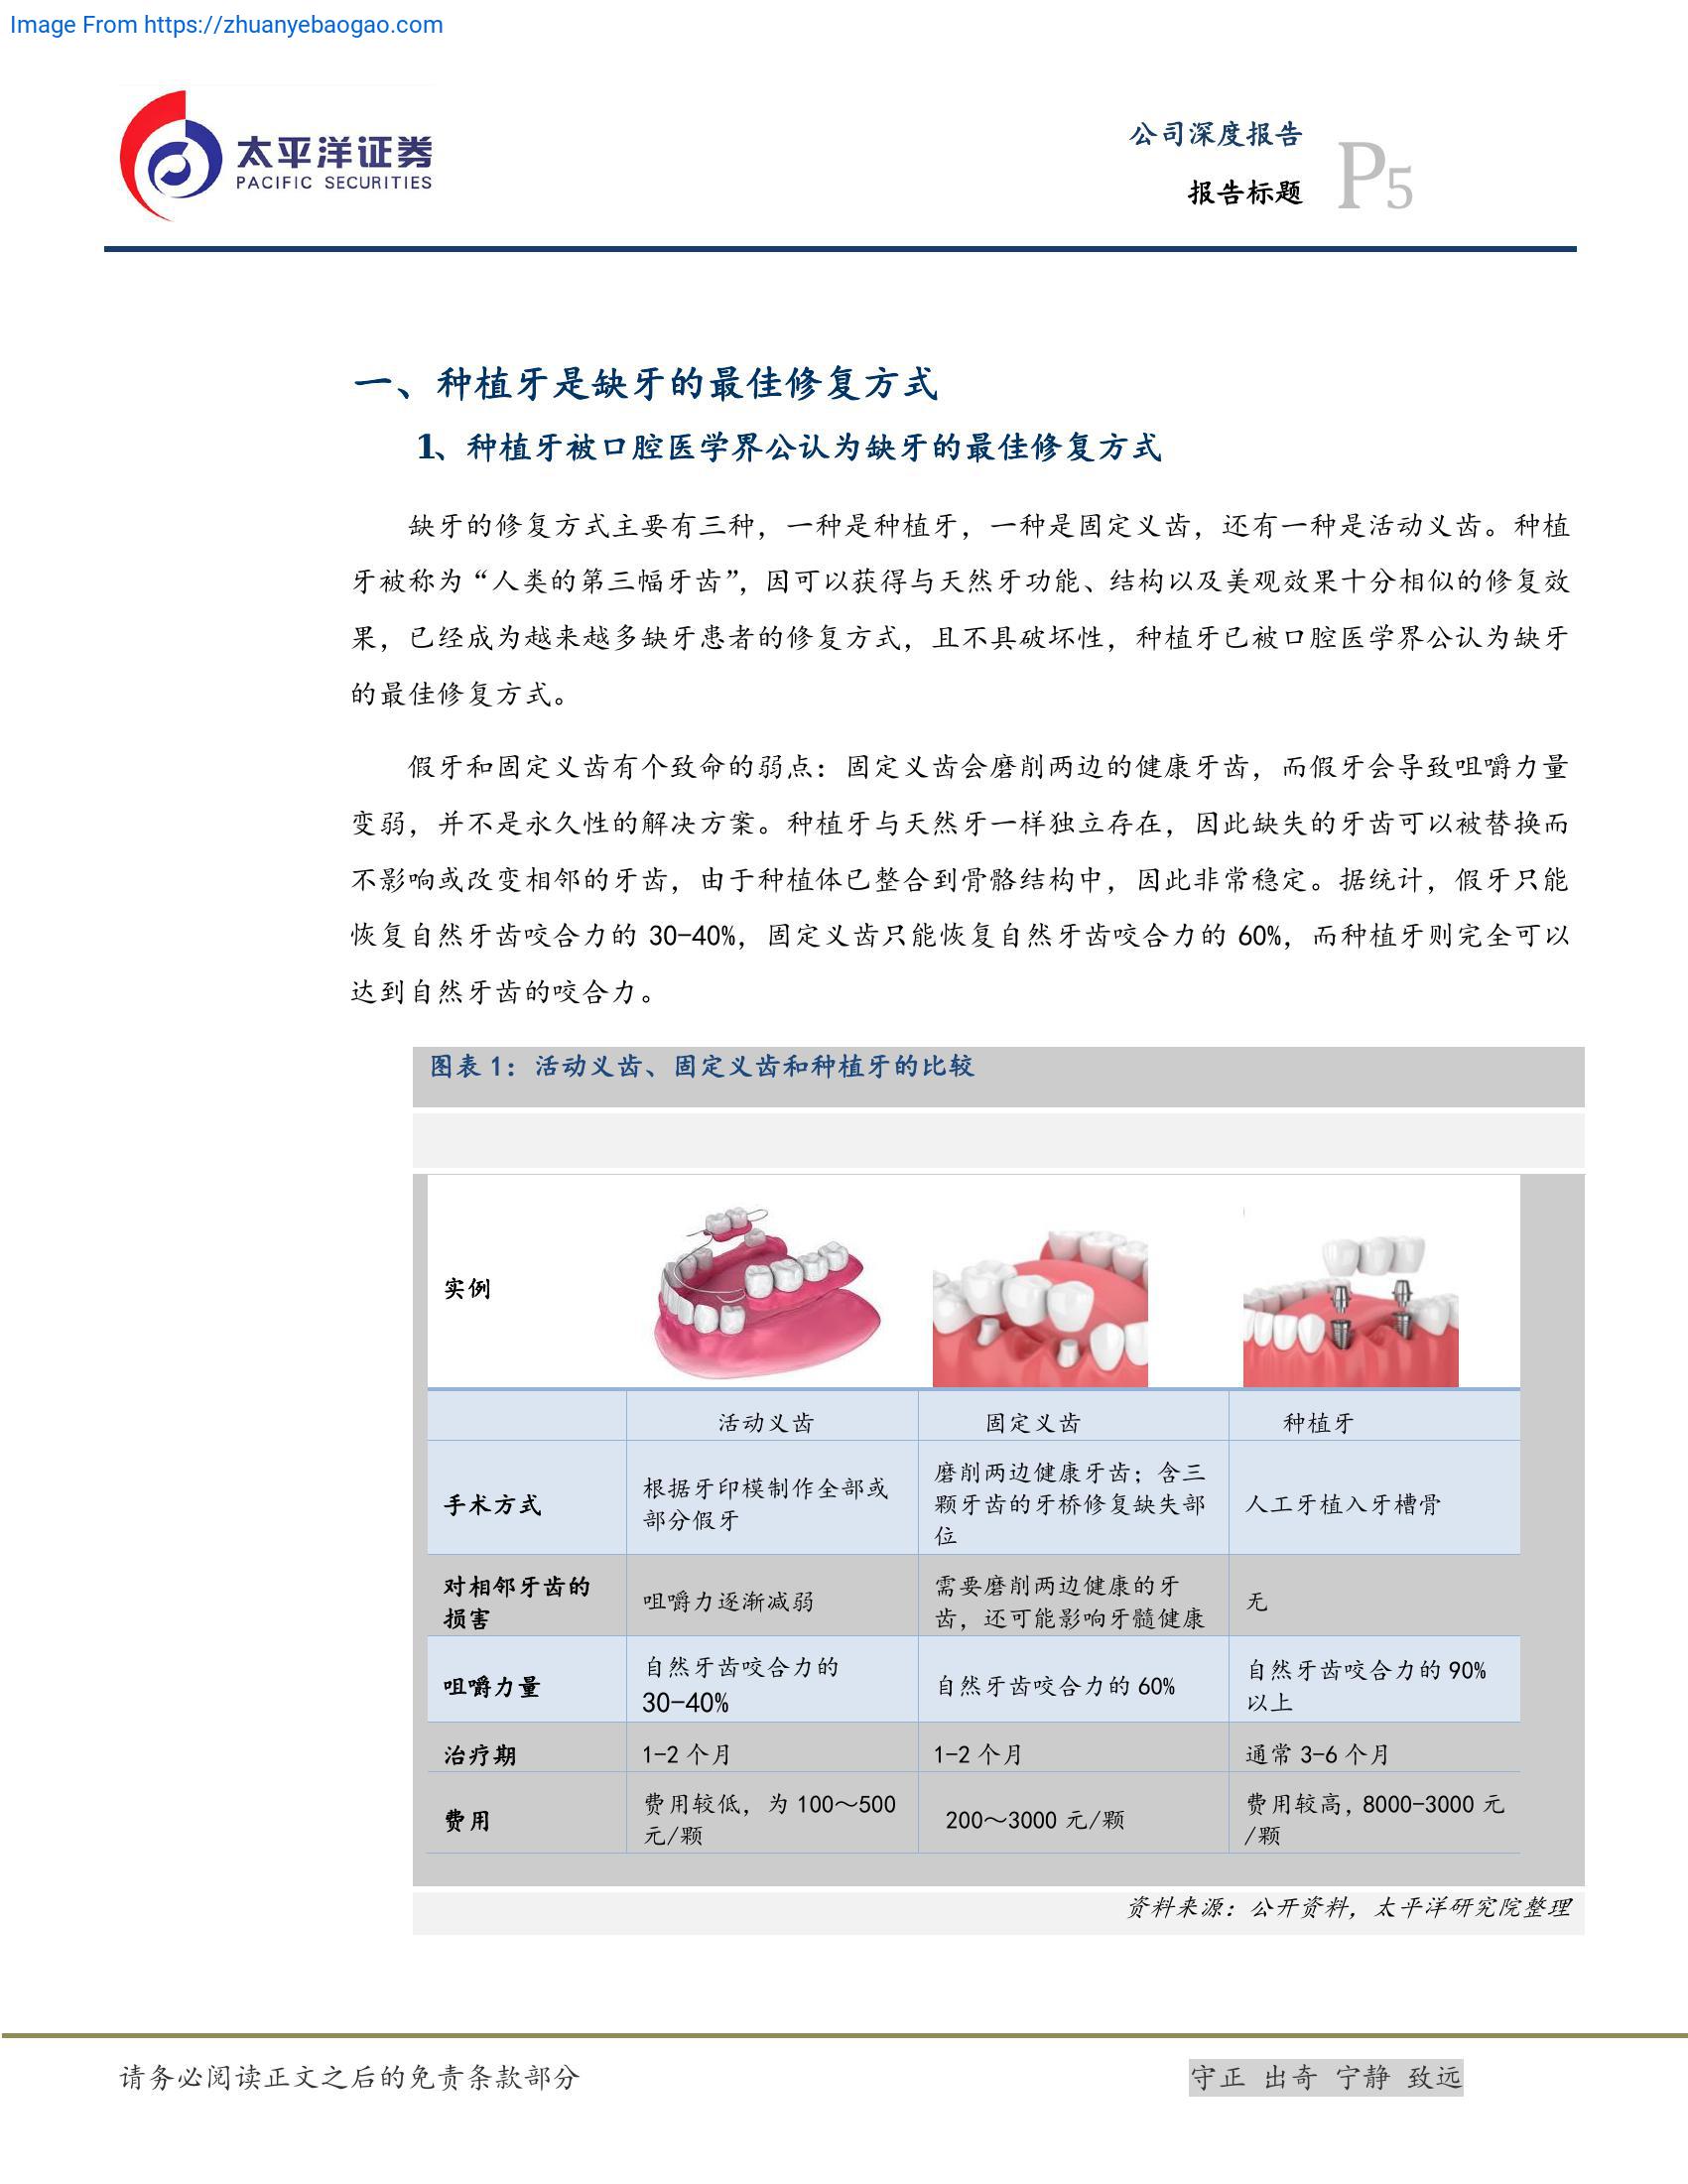 Image From https://zhuanyebaogao.com
太平洋证券
PACIFIC SECURITIES
公司深度报告
报告标题
P5
一、种植牙是缺牙的最佳修复方式
1、种植牙被口腔医学界公认为缺牙的最佳修复方式
缺牙的修复方式主要有三种，一种是种植牙，一种是固定义齿，还有一种是活动义齿。种植
牙被称为“人类的第三幅牙齿”，因可以获得与天然牙功能、结构以及美观效果十分相似的修复效
果，已经成为越来越多缺牙患者的修复方式，且不具破坏性，种植牙已被口腔医学界公认为缺牙
的最佳修复方式。
假牙和固定义齿有个致命的弱点：固定义齿会磨削两边的健康牙齿，而假牙会导致咀嚼力量
变弱，并不是永久性的解决方案。种植牙与天然牙一样独立存在，因此缺失的牙齿可以被替换而
不影响或改变相邻的牙齿，由于种植体已整合到骨骼结构中，因此非常稳定。据统计，假牙只能
恢复自然牙齿咬合力的 30-40%，固定义齿只能恢复自然牙齿咬合力的 60%，而种植牙则完全可以
达到自然牙齿的咬合力。
图表 1：活动义齿、固定义齿和种植牙的比较
实例
活动义齿 固定义齿 种植牙
手术方式
根据牙印模制作全部或
部分假牙
磨削两边健康牙齿；含三
颗牙齿的牙桥修复缺失部
位
人工牙植入牙槽骨
对相邻牙齿的
损害
咀嚼力逐渐减弱
需要磨削两边健康的牙
齿，还可能影响牙髓健康
无
咀嚼力量
自然牙齿咬合力的
30-40%
自然牙齿咬合力的 60%
自然牙齿咬合力的 90%
以上
治疗期
1-2 个月
1-2 个月
通常 3-6 个月
费用
费用较低，为 100～500
元/颗
200～3000 元/颗
费用较高，8000-3000 元
/颗
资料来源：公开资料，太平洋研究院整理
请务必阅读正文之后的免责条款部分
守正 出奇 宁静 致远